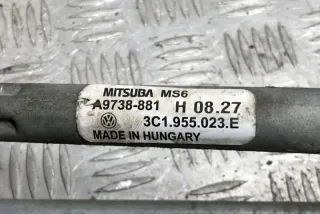 MITSUBA MS6
A9738-881 H 08.27
3C1.955.023.E
MADE IN HUNGARY